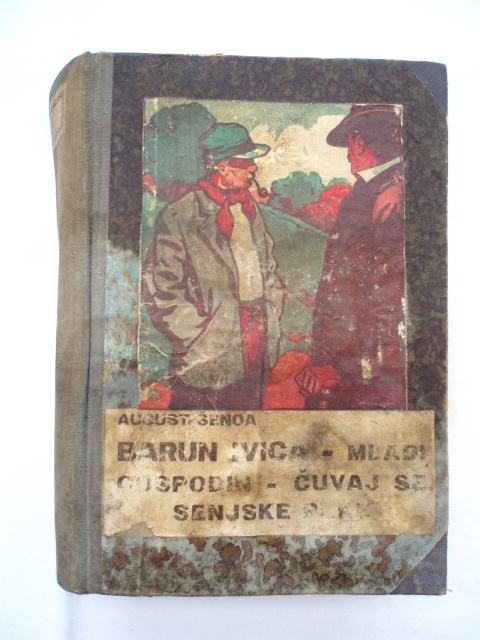 AUGUST ŠENOA
BARUN IVICA - MLADI
GOSPODIN - ČUVAJ SE
SENJSKE